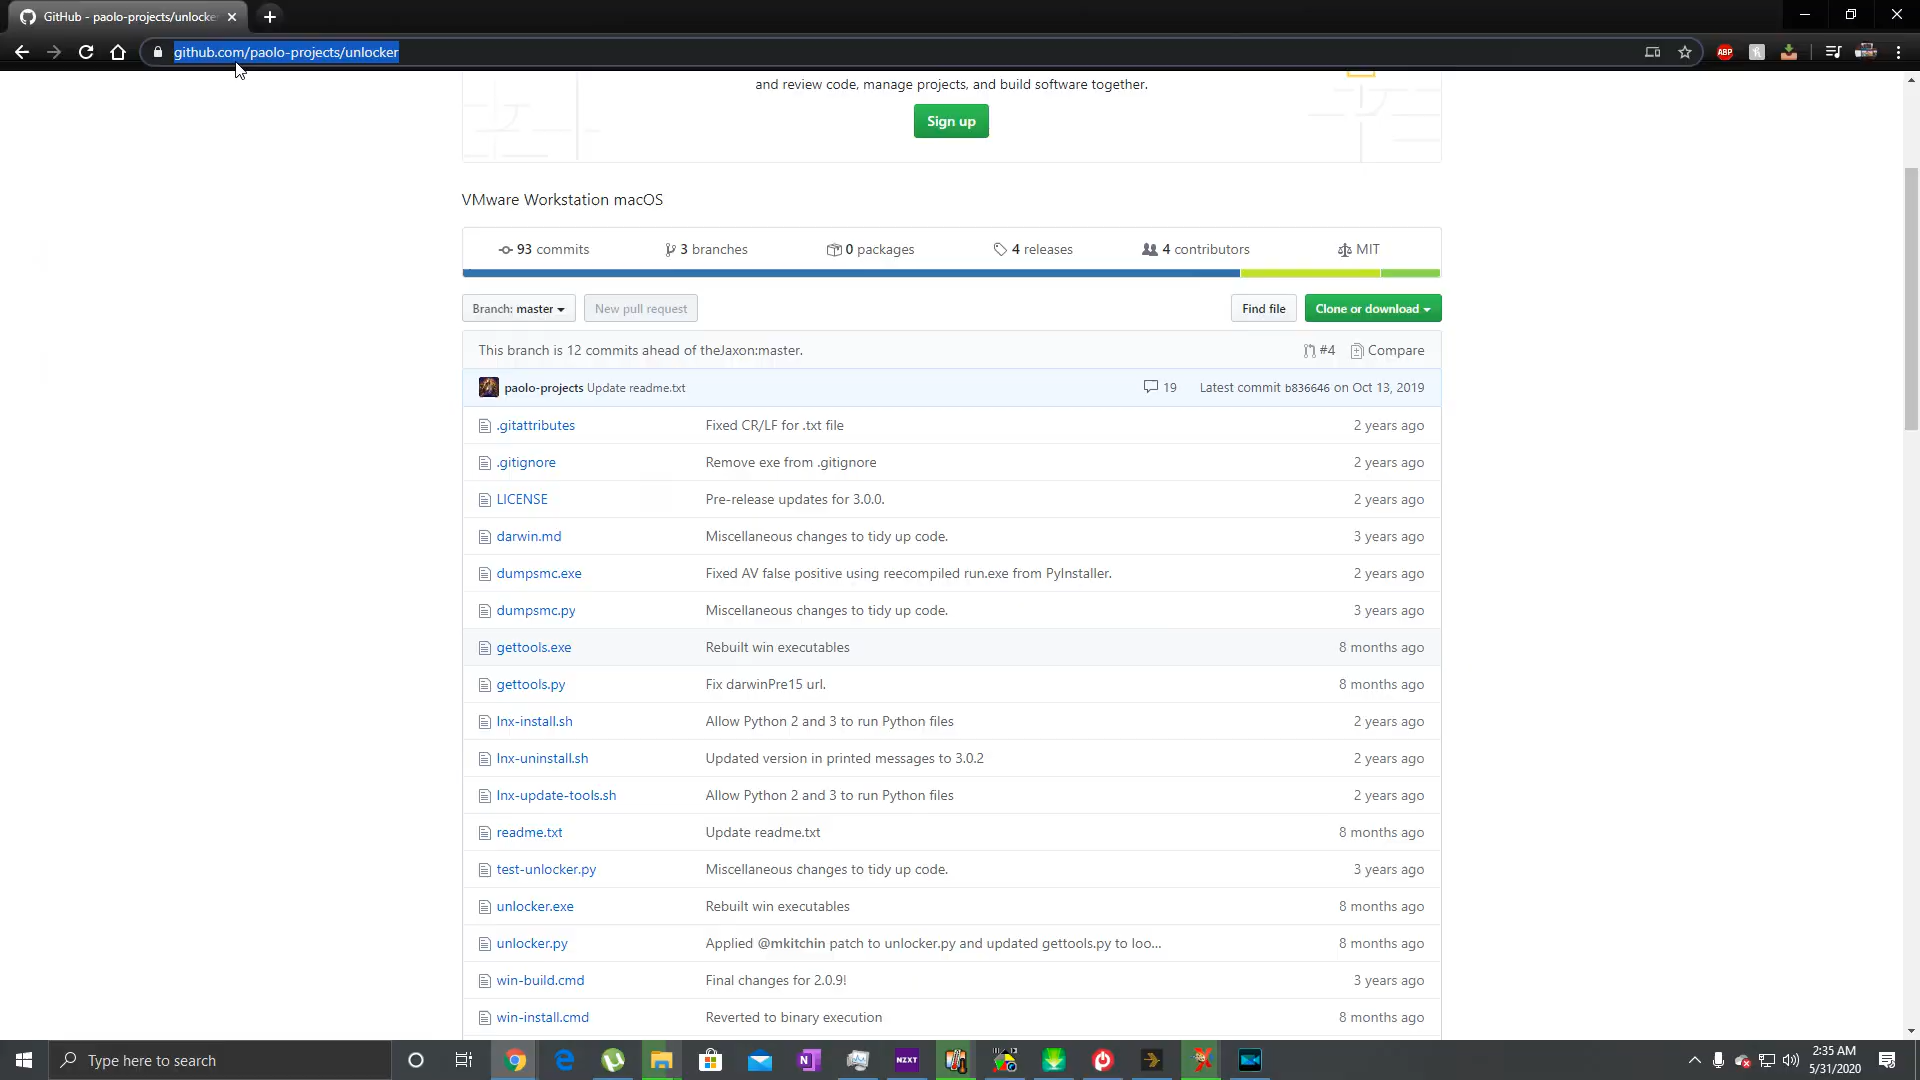 GitHub - paolo-projects/unlocker
github.com/paolo-projects/unlocker
ABP
and review code, manage projects, and build software together.
Sign up
VMware Workstation macOS
93 commits 3 branches 0 packages 4 releases 4 contributors MIT
Branch: master New pull request Find file Clone or download
This branch is 12 commits ahead of theJaxon:master. #4 Compare
paolo-projects Update readme.txt 19 Latest commit b836646 on Oct 13, 2019
.gitattributes Fixed CR/LF for .txt file 2 years ago
.gitignore Remove exe from .gitignore 2 years ago
LICENSE Pre-release updates for 3.0.0. 2 years ago
darwin.md Miscellaneous changes to tidy up code. 3 years ago
dumpsmc.exe Fixed AV false positive using reecompiled run.exe from PyInstaller. 2 years ago
dumpsmc.py Miscellaneous changes to tidy up code. 3 years ago
gettools.exe Rebuilt win executables 8 months ago
gettools.py Fix darwinPre15 url. 8 months ago
lnx-install.sh Allow Python 2 and 3 to run Python files 2 years ago
lnx-uninstall.sh Updated version in printed messages to 3.0.2 2 years ago
lnx-update-tools.sh Allow Python 2 and 3 to run Python files 2 years ago
readme.txt Update readme.txt 8 months ago
test-unlocker.py Miscellaneous changes to tidy up code. 3 years ago
unlocker.exe Rebuilt win executables 8 months ago
unlocker.py Applied @mkitchin patch to unlocker.py and updated gettools.py to loo... 8 months ago
win-build.cmd Final changes for 2.0.9! 3 years ago
win-install.cmd Reverted to binary execution 8 months ago
Type here to search NZXT 2:35 AM
5/31/2020